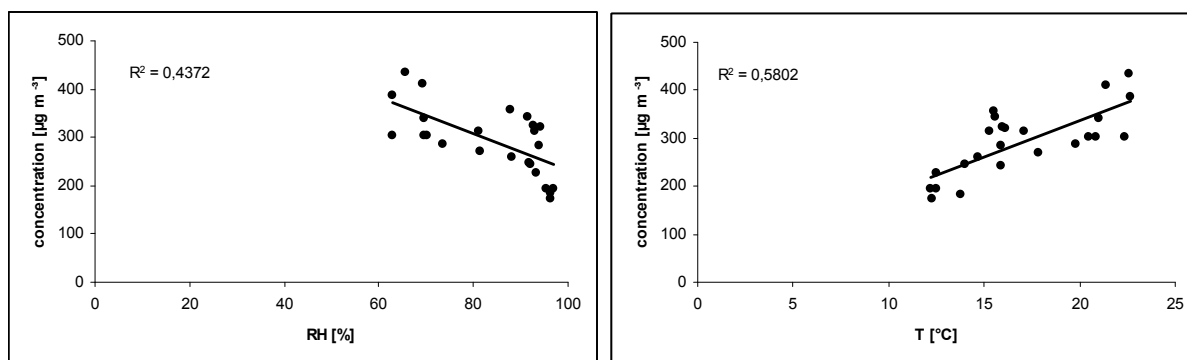 500
400
300
200
100
0
concentration [µg m ⁻³]
R² = 0,4372
0 20 40 60 80 100
RH [%]
500
400
300
200
100
0
concentration [µg m ⁻³]
R² = 0,5802
0 5 10 15 20 25
T [°C]